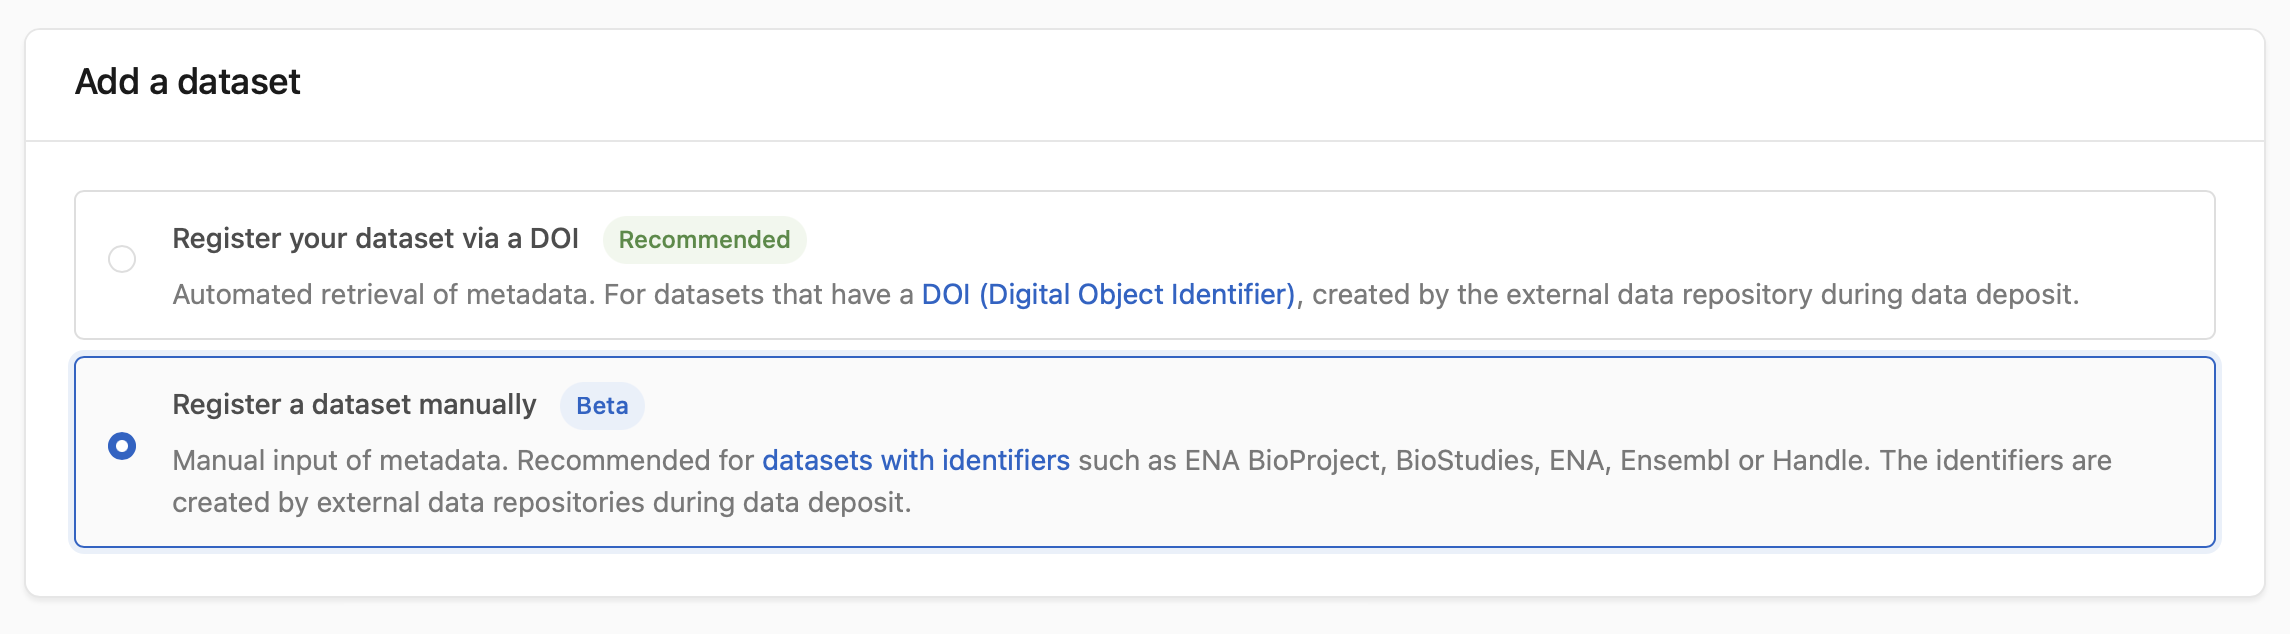 Add a dataset
Register your dataset via a DOI Recommended
Automated retrieval of metadata. For datasets that have a DOI (Digital Object Identifier), created by the external data repository during data deposit.
Register a dataset manually Beta
Manual input of metadata. Recommended for datasets with identifiers such as ENA BioProject, BioStudies, ENA, Ensembl or Handle. The identifiers are
created by external data repositories during data deposit.